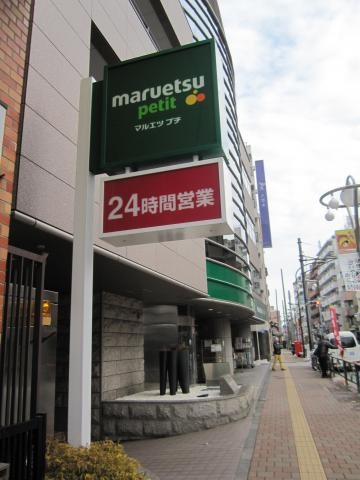 maruetsu
petit
マルエツ プチ
24時間営業